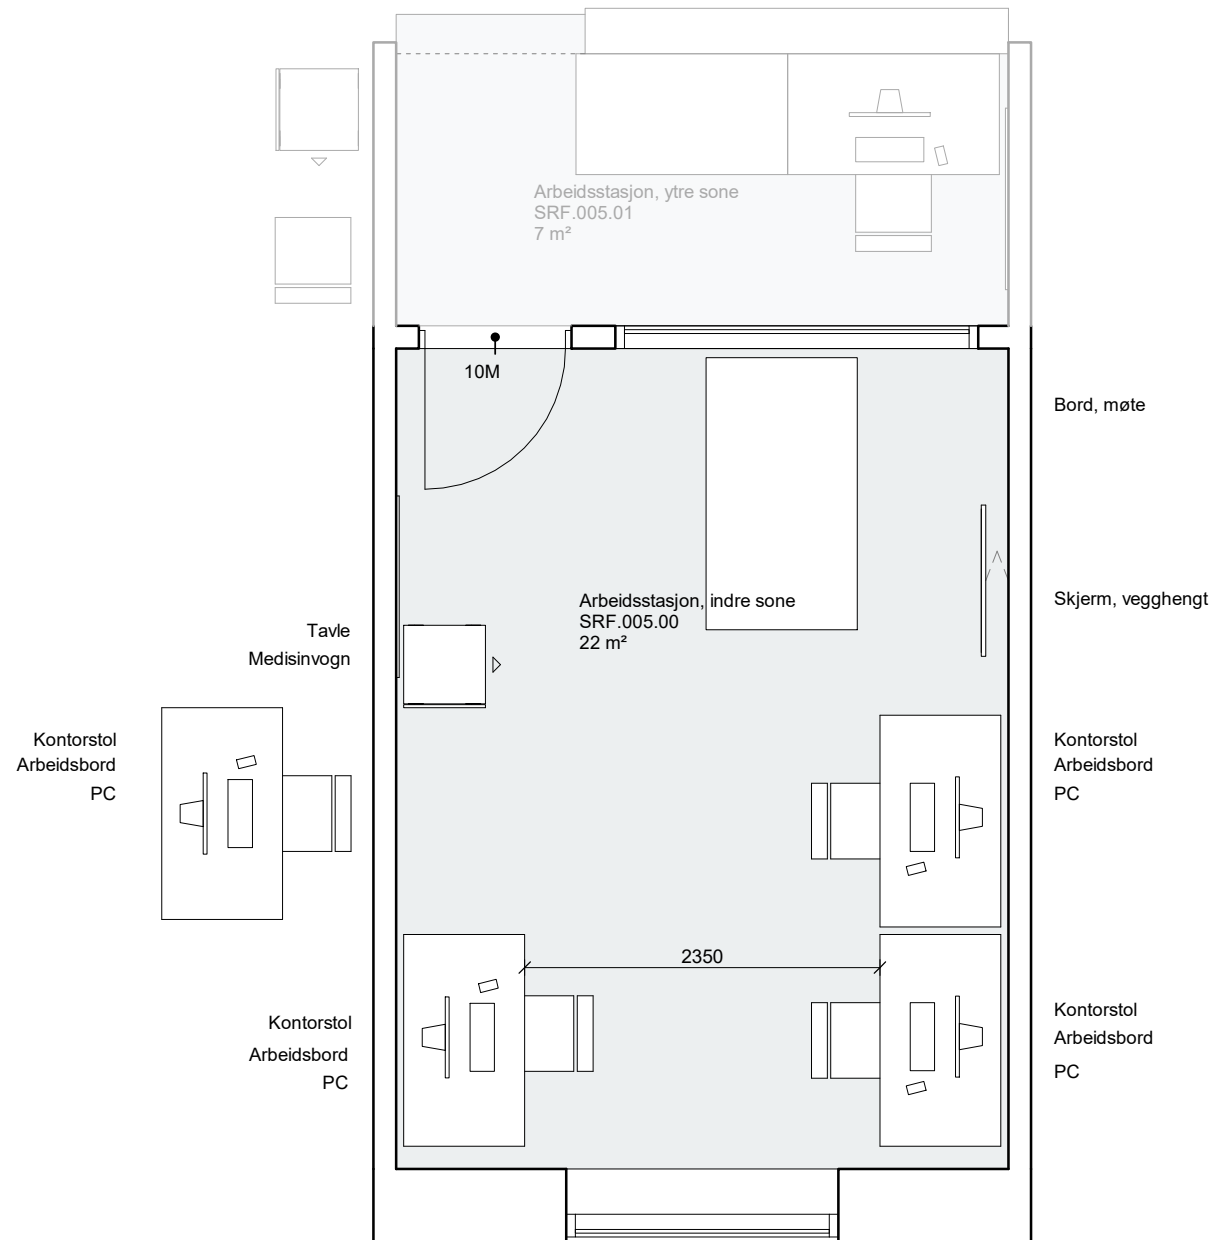 Arbeidsstasjon, ytre sone
SRF.005.01
7 m²
10M
Bord, møte
Arbeidsstasjon, indre sone
SRF.005.00
22 m²
Skjerm, vegghengt
Tavle
Medisinvogn
Kontorstol
Arbeidsbord
PC
Kontorstol
Arbeidsbord
PC
2350
Kontorstol
Arbeidsbord
PC
Kontorstol
Arbeidsbord
PC